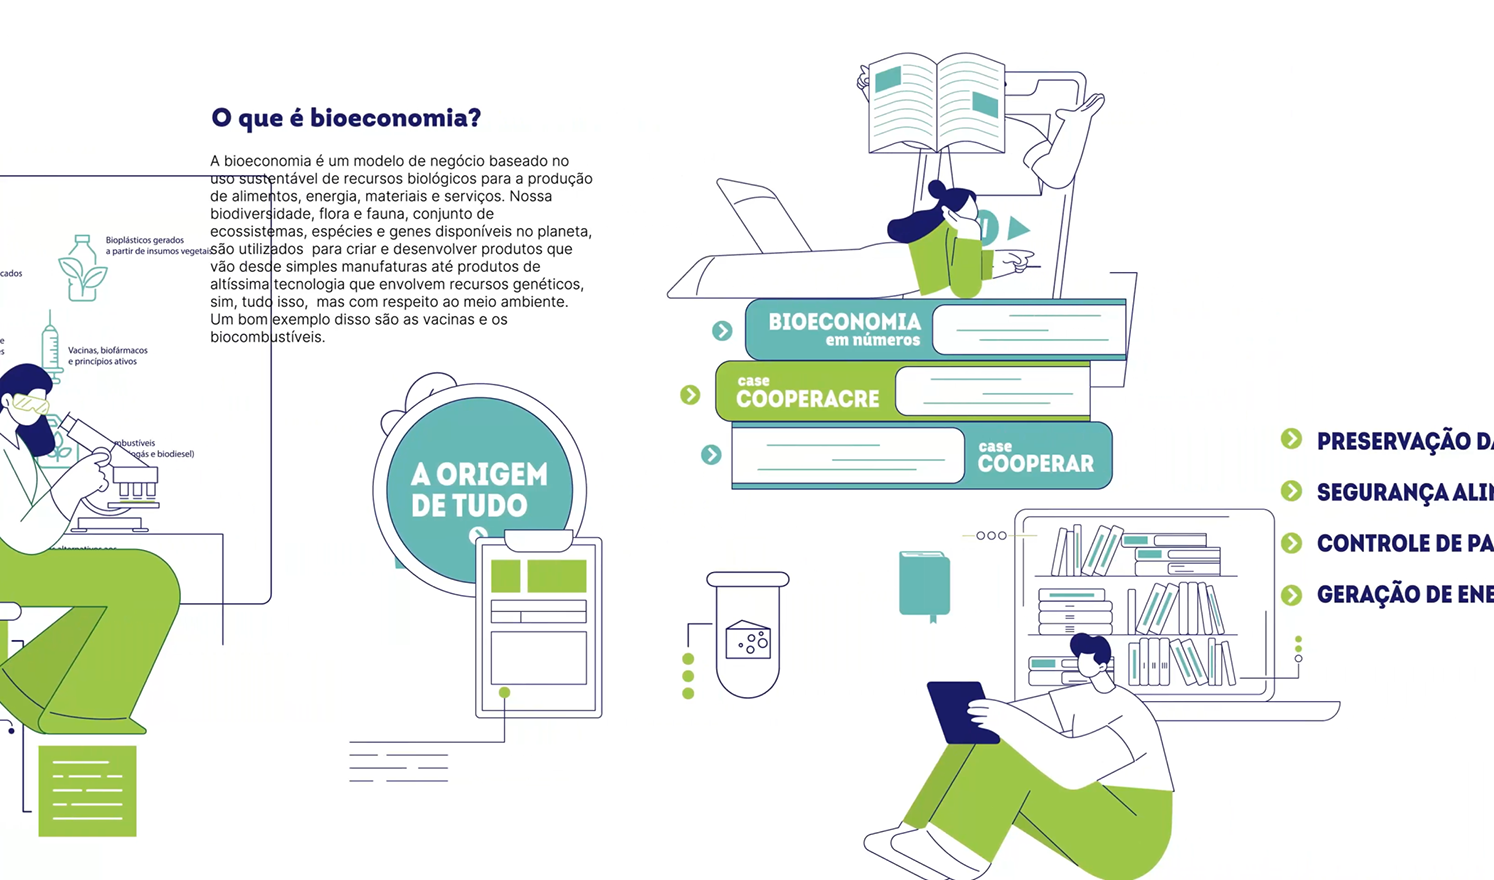 O que é bioeconomia?
A bioeconomia é um modelo de negócio baseado no
uso sustentável de recursos biológicos para a produção
de alimentos, energia, materiais e serviços. Nossa
biodiversidade, flora e fauna, conjunto de
ecossistemas, espécies e genes disponíveis no planeta,
são utilizados para criar e desenvolver produtos que
vão desde simples manufaturas até produtos de
altíssima tecnologia que envolvem recursos genéticos,
sim, tudo isso, mas com respeito ao meio ambiente.
Um bom exemplo disso são as vacinas e os
biocombustíveis.
Bioplásticos gerados
a partir de insumos vegetais
cados
Vacinas, biofármacos
e princípios ativos
mbustíveis
gás e biodiesel)
A ORIGEM
DE TUDO
BIOECONOMIA
em números
case
COOPERACRE
case
COOPERAR
PRESERVAÇÃO DA
SEGURANÇA ALIM
CONTROLE DE PA
GERAÇÃO DE ENE